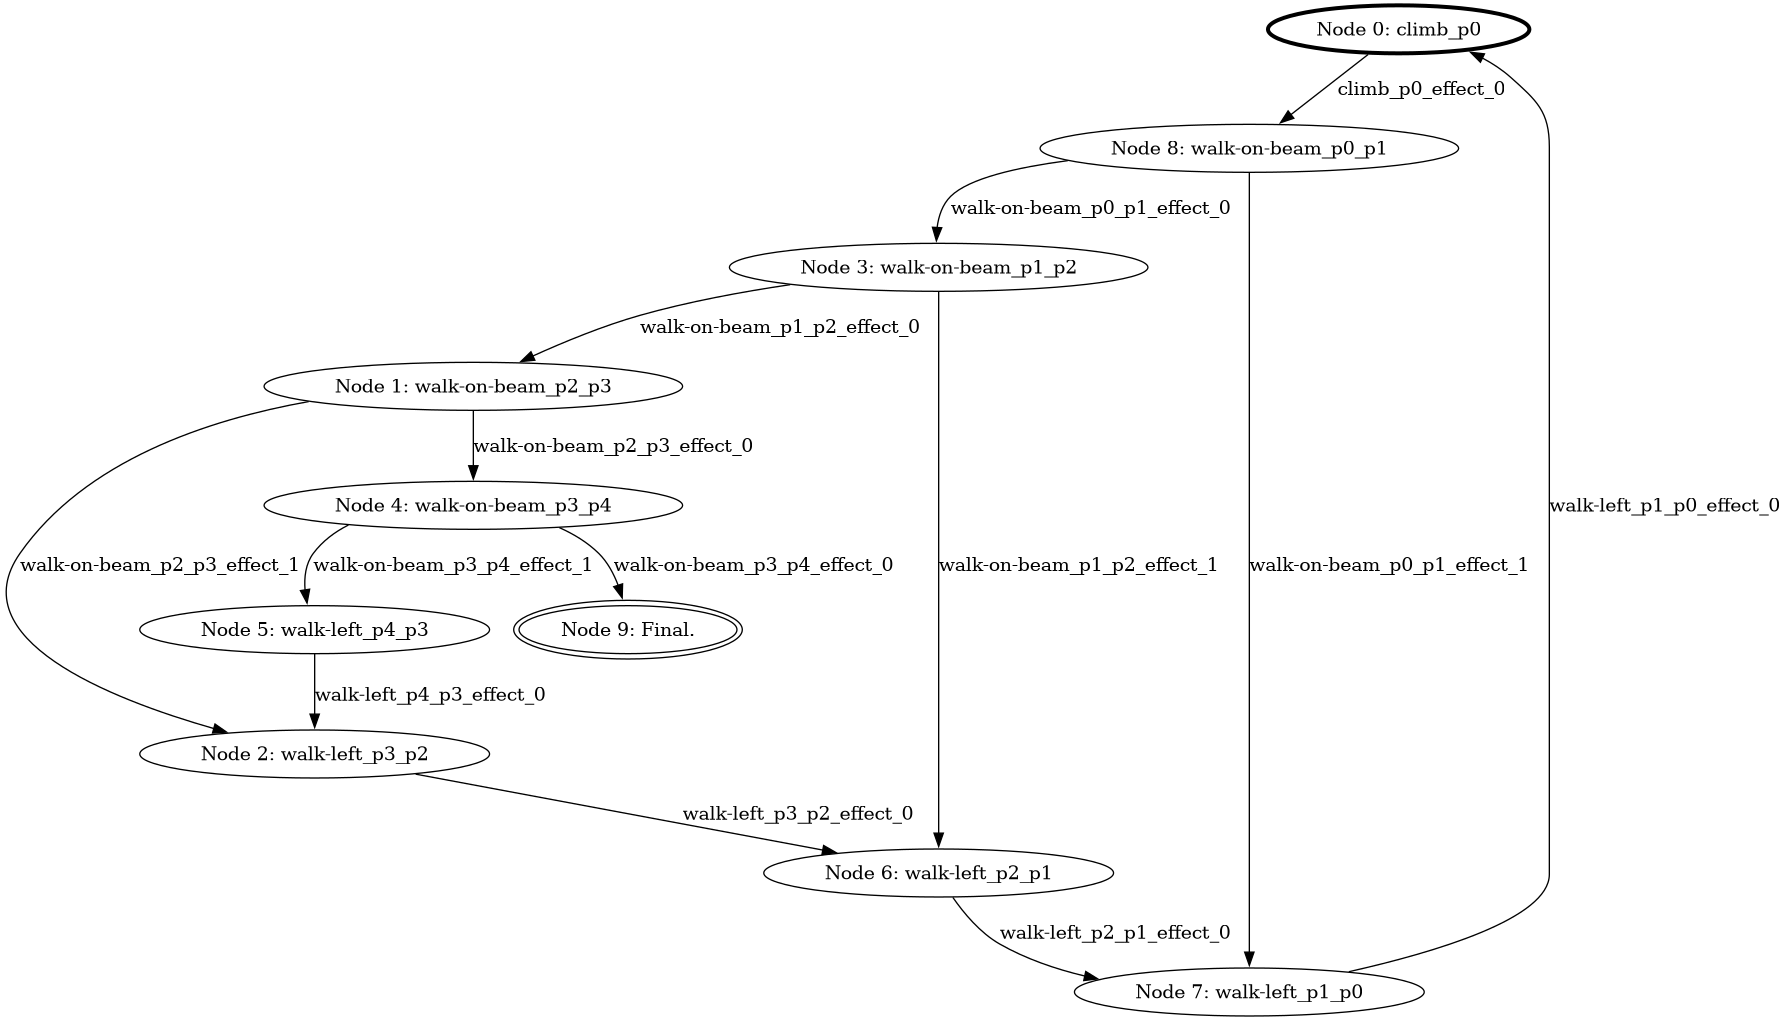 Node 0: climb_p0
climb_p0_effect_0
Node 8: walk-on-beam_p0_p1
walk-on-beam_p0_p1_effect_0
Node 3: walk-on-beam_p1_p2
walk-on-beam_p1_p2_effect_0
Node 1: walk-on-beam_p2_p3
walk-on-beam_p2_p3_effect_0
Node 4: walk-on-beam_p3_p4
walk-left_p1_p0_effect_0
walk-on-beam_p2_p3_effect_1
walk-on-beam_p3_p4_effect_1
walk-on-beam_p3_p4_effect_0
walk-on-beam_p1_p2_effect_1
walk-on-beam_p0_p1_effect_1
Node 5: walk-left_p4_p3
Node 9: Final.
walk-left_p4_p3_effect_0
Node 2: walk-left_p3_p2
walk-left_p3_p2_effect_0
Node 6: walk-left_p2_p1
walk-left_p2_p1_effect_0
Node 7: walk-left_p1_p0